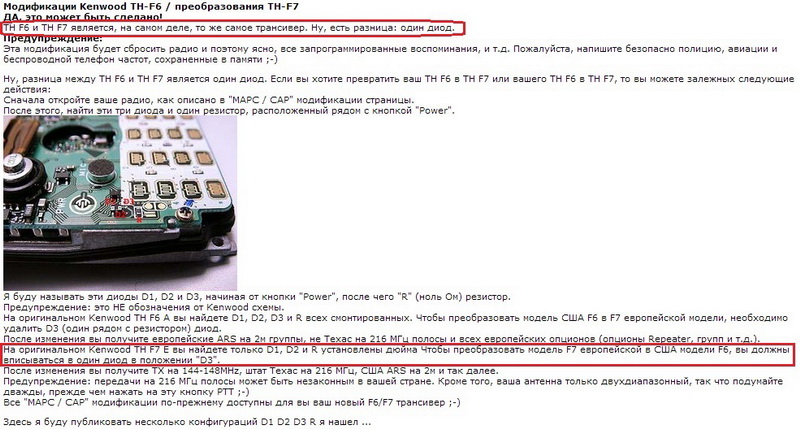 Модификации Kenwood TH-F6 / преобразования TH-F7
ДА, это может быть сделано!
TH F6 и TH F7 является, на самом деле, то же самое трансивер. Ну, есть разница: один диод.
Предупреждение:
Эта модификация будет сбросить радио и поэтому ясно, все запрограммированные воспоминания, и т.д. Пожалуйста, напишите безопасно полицию, авиации и
беспроводной телефон частот, сохраненные в памяти ;-)
Ну, разница между TH F6 и TH F7 является один диод. Если вы хотите превратить ваш TH F6 в TH F7 или вашего TH F6 в TH F7, то вы можете залежных следующие
действия:
Сначала откройте ваше радио, как описано в "МАРС / CAP" модификации страницы.
После этого, найти эти три диода и один резистор, расположенный рядом с кнопкой "Power".
MIC
PWR
D1
D2
D3
R
Я буду называть эти диоды D1, D2 и D3, начиная от кнопки "Power", после чего "R" (ноль Ом) резистор.
Предупреждение: это НЕ обозначения от Kenwood схемы.
На оригинальном Kenwood TH F6 A вы найдете D1, D2, D3 и R всех смонтированных. Чтобы преобразовать модель США F6 в F7 европейской модели, необходимо
удалить D3 (один рядом с резистором) диод.
После изменения вы получите европейские ARS на 2м группы, не Техас на 216 МГц полосы и всех европейских опционов (опционы Repeater, групп и т.д.).
На оригинальном Kenwood TH F7 E вы найдете только D1, D2 и R установлены дюйма Чтобы преобразовать модель F7 европейской в США модели F6, вы должны
вписываться в один диод в положении "D3".
После изменения вы получите TX на 144-148MHz, штат Техас на 216 МГц, США ARS на 2м и так далее.
Предупреждение: передачи на 216 МГц полосы может быть незаконным в вашей стране. Кроме того, ваша антенна только двухдиапазонный, так что подумайте
дважды, прежде чем нажать на эту кнопку PTT ;-)
Все "МАРС / CAP" модификации по-прежнему доступны для вы ваш новый F6/F7 трансивер ;-)
Здесь я буду публиковать несколько конфигураций D1 D2 D3 R я нашел ...